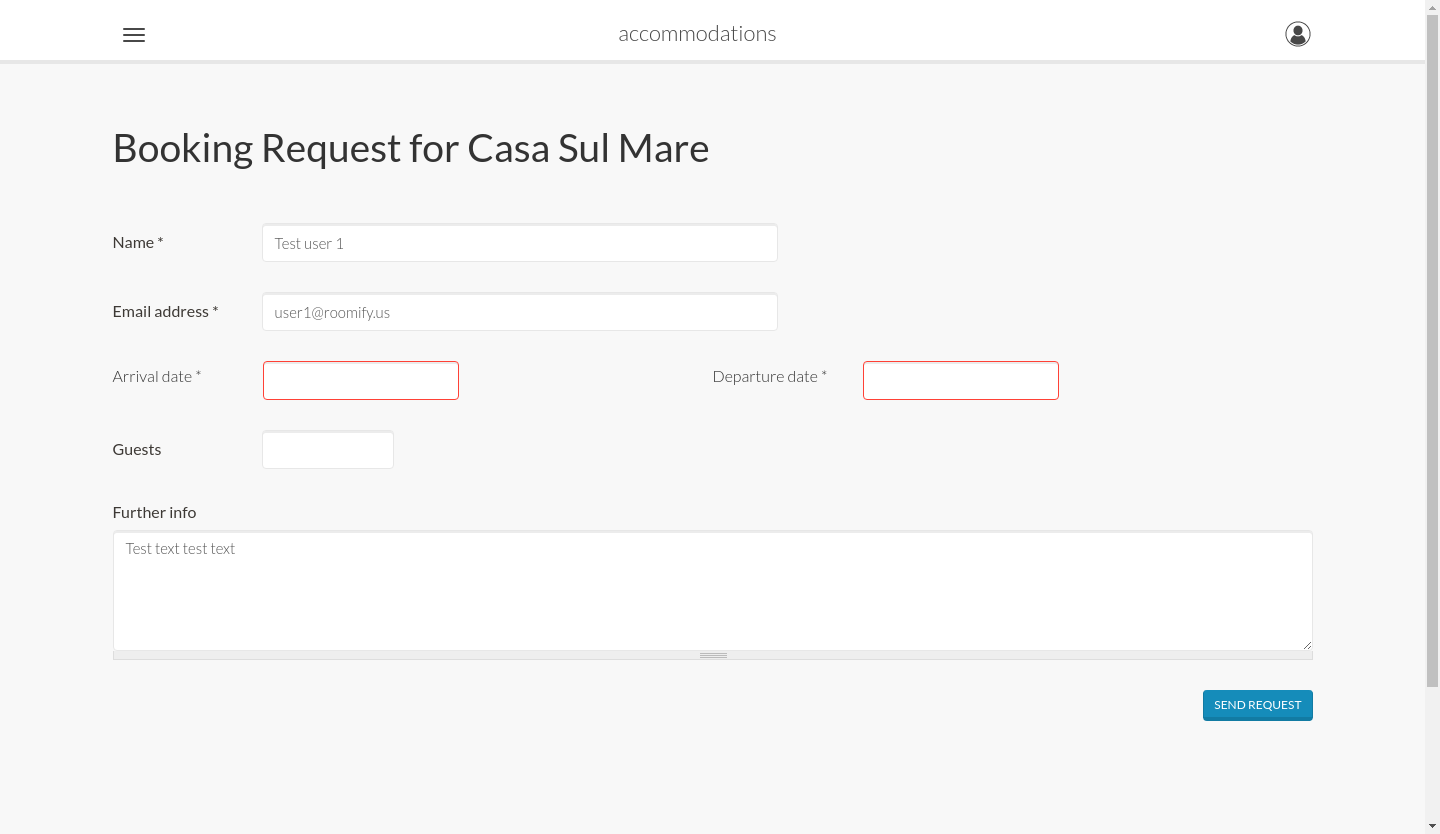 accommodations
Booking Request for Casa Sul Mare
Name *
Test user 1
Email address *
user1@roomify.us
Arrival date *
Departure date *
Guests
Further info
Test text test text
SEND REQUEST